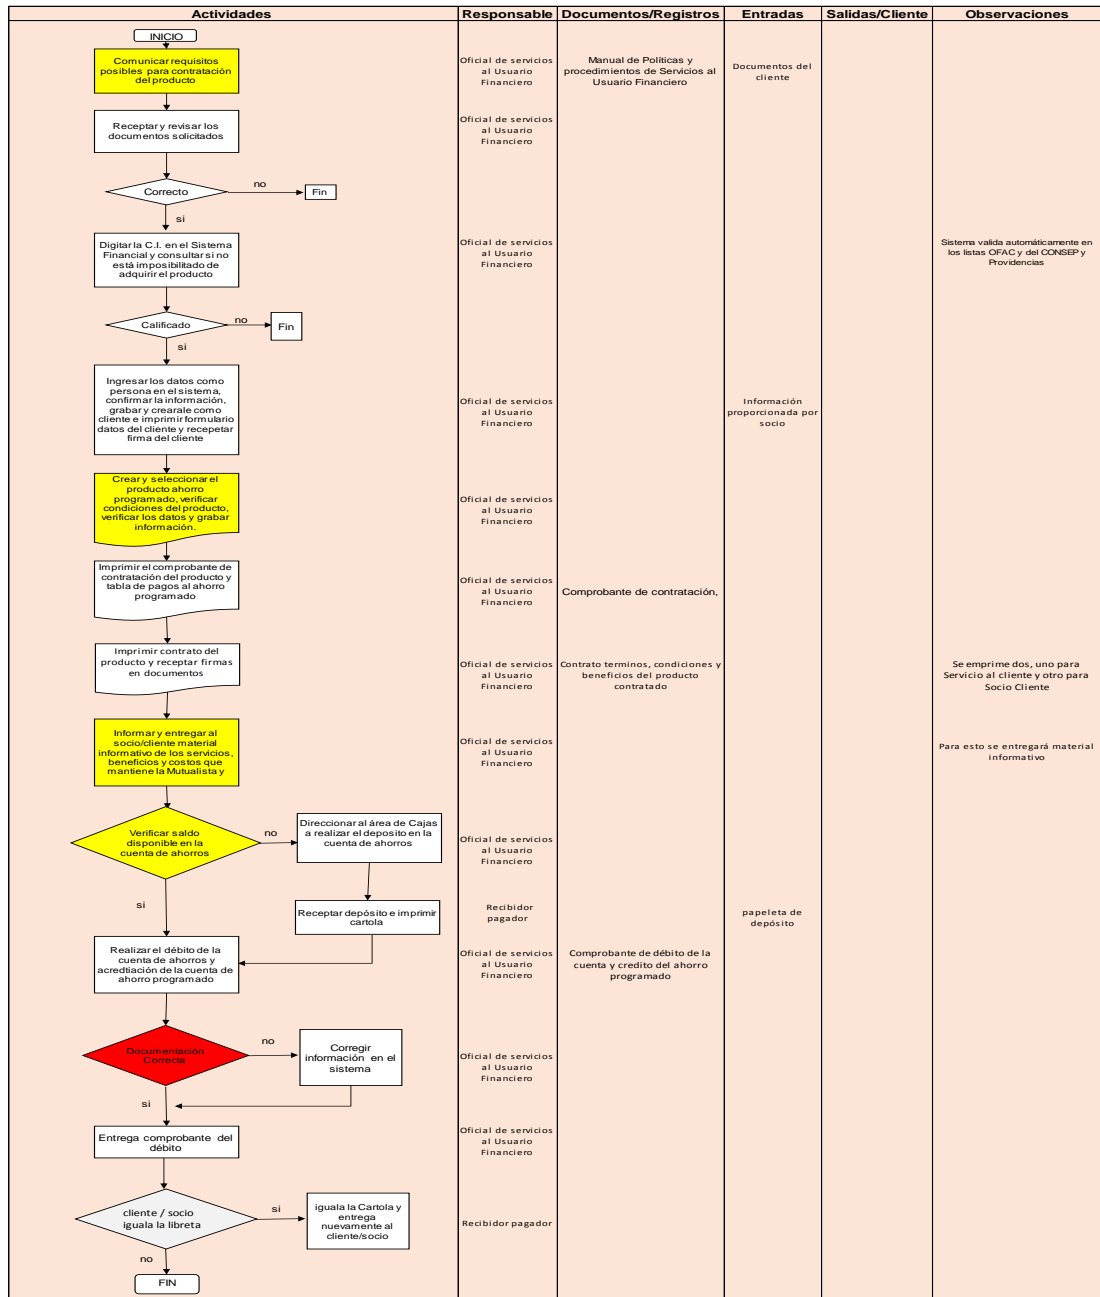 Actividades
Responsable
Documentos/Registros
Entradas
Salidas/Cliente
Observaciones
INICIO
Comunicar requisitos
posibles para contratación
del producto
Oficial de servicios
al Usuario
Financiero
Manual de Políticas y
procedimientos de Servicios al
Usuario Financiero
Documentos del
cliente
Receptar y revisar los
documentos solicitados
Oficial de servicios
al Usuario
Financiero
Correcto
no
Fin
si
Digitar la C.I. en el Sistema
Financial y consultar si no
está imposibilitado de
adquirir el producto
Oficial de servicios
al Usuario
Financiero
Sistema valida automáticamente en
los listas OFAC y del CONSEP y
Providencias
Calificado
no
Fin
si
Ingresar los datos como
persona en el sistema,
confirmar la información,
grabar y crearale como
cliente e imprimir formulario
datos del cliente y recepetar
firma del cliente
Oficial de servicios
al Usuario
Financiero
Información
proporcionada por
socio
Crear y seleccionar el
producto ahorro
programado, verificar
condiciones del producto,
verificar los datos y grabar
información.
Oficial de servicios
al Usuario
Financiero
Imprimir el comprobante de
contratación del producto y
tabla de pagos al ahorro
programado
Oficial de servicios
al Usuario
Financiero
Comprobante de contratación,
Imprimir contrato del
producto y receptar firmas
en documentos
Oficial de servicios
al Usuario
Financiero
Contrato terminos, condiciones y
beneficios del producto
contratado
Se emprime dos, uno para
Servicio al cliente y otro para
Socio Cliente
Informar y entregar al
socio/cliente material
informativo de los servicios,
beneficios y costos que
mantiene la Mutualista y
Oficial de servicios
al Usuario
Financiero
Para esto se entregará material
informativo
Verificar saldo
disponible en la
cuenta de ahorros
no
Direccionar al área de Cajas
a realizar el deposito en la
cuenta de ahorros
Oficial de servicios
al Usuario
Financiero
si
Receptar depósito e imprimir
cartola
Recibidor
pagador
papeleta de
depósito
Realizar el débito de la
cuenta de ahorros y
acredtiación de la cuenta de
ahorro programado
Oficial de servicios
al Usuario
Financiero
Comprobante de débito de la
cuenta y credito del ahorro
programado
Documentación
Correcta
no
Corregir
información en el
sistema
Oficial de servicios
al Usuario
Financiero
si
Entrega comprobante del
débito
Oficial de servicios
al Usuario
Financiero
cliente / socio
iguala la libreta
si
iguala la Cartola y
entrega
nuevamente al
cliente/socio
Recibidor pagador
no
FIN